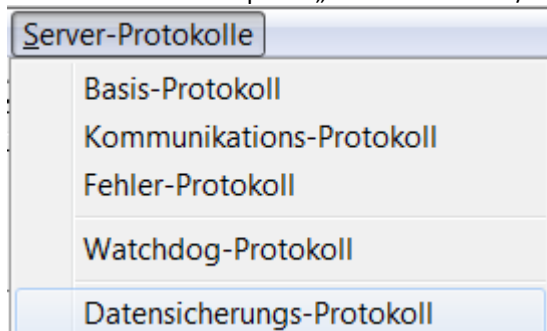 Server-Protokolle
Basis-Protokoll
Kommunikations-Protokoll
Fehler-Protokoll
Watchdog-Protokoll
Datensicherungs-Protokoll